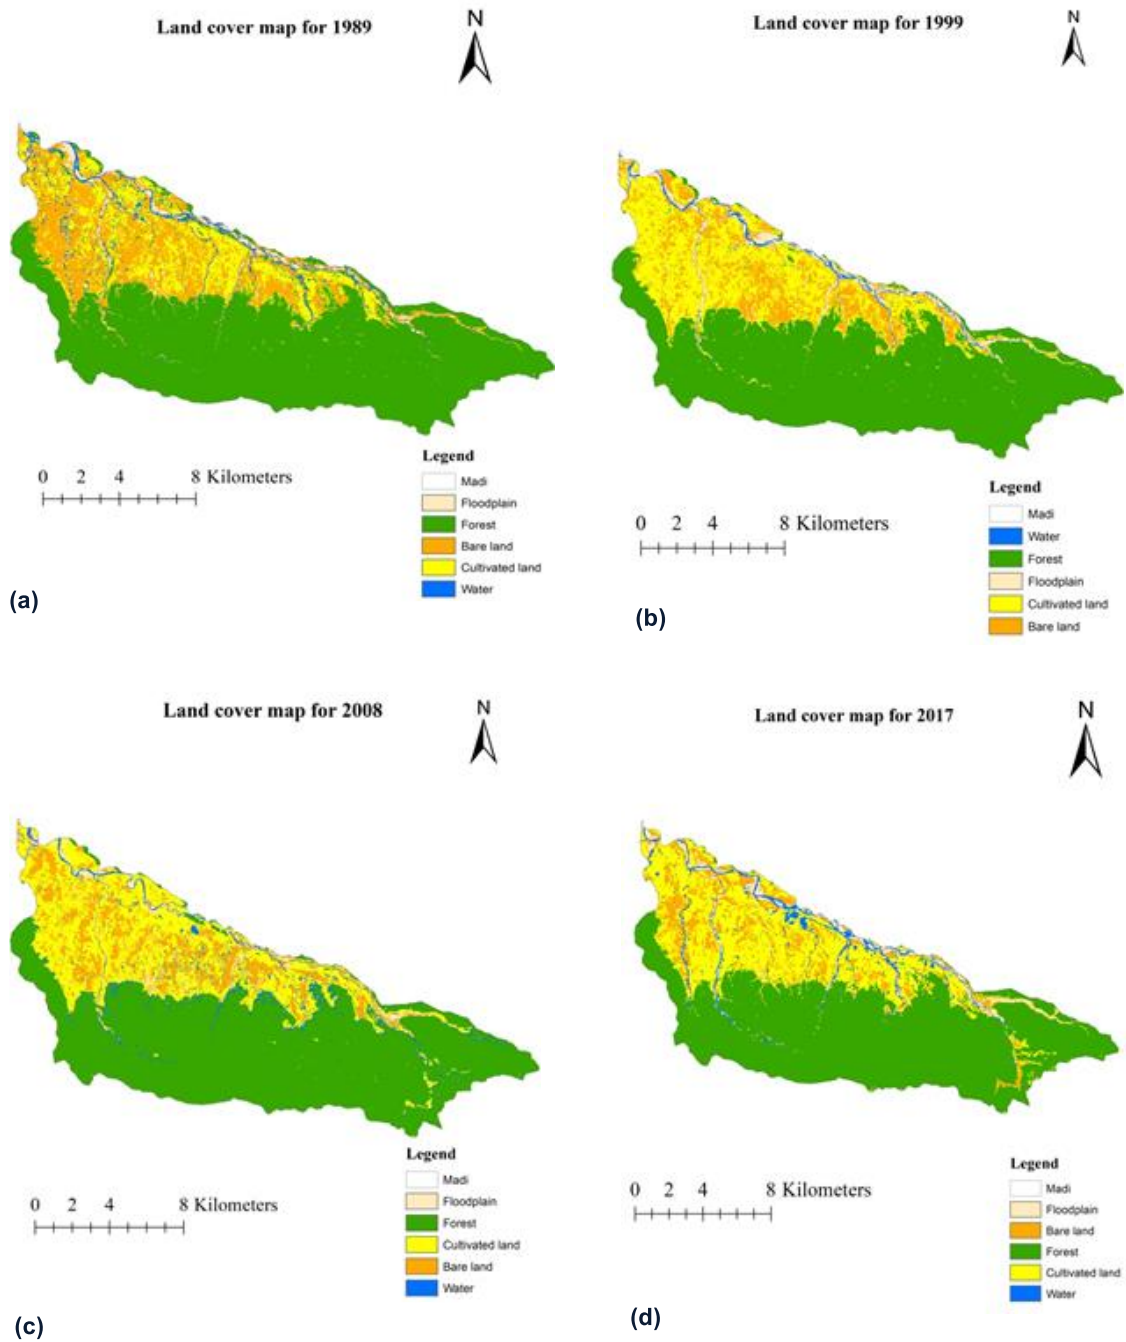 Land cover map for 1989
N
0 2 4 8 Kilometers
Legend
Madi
Floodplain
Forest
Bare land
Cultivated land
Water
(a)
Land cover map for 1999
N
0 2 4 8 Kilometers
Legend
Madi
Water
Forest
Floodplain
Cultivated land
Bare land
(b)
Land cover map for 2008
N
0 2 4 8 Kilometers
Legend
Madi
Floodplain
Forest
Cultivated land
Bare land
Water
(c)
Land cover map for 2017
N
0 2 4 8 Kilometers
Legend
Madi
Floodplain
Bare land
Forest
Cultivated land
Water
(d)